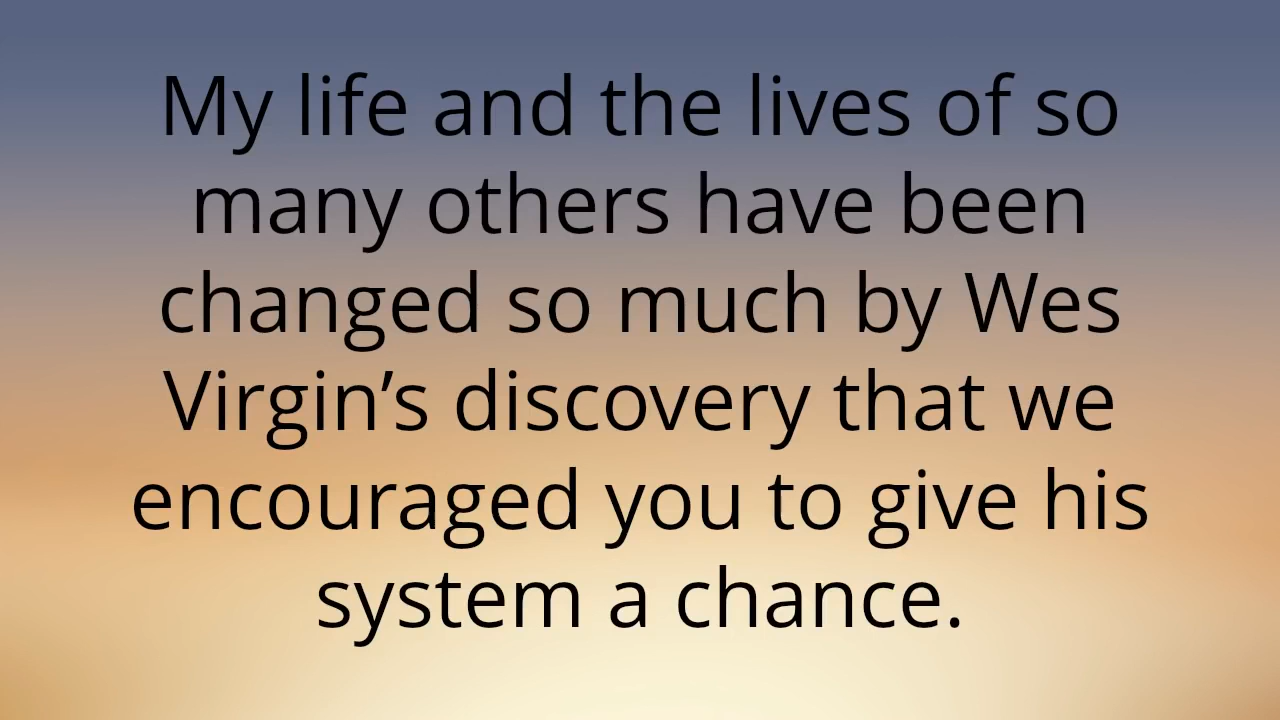 My life and the lives of so
many others have been
changed so much by Wes
Virgin’s discovery that we
encouraged you to give his
system a chance.